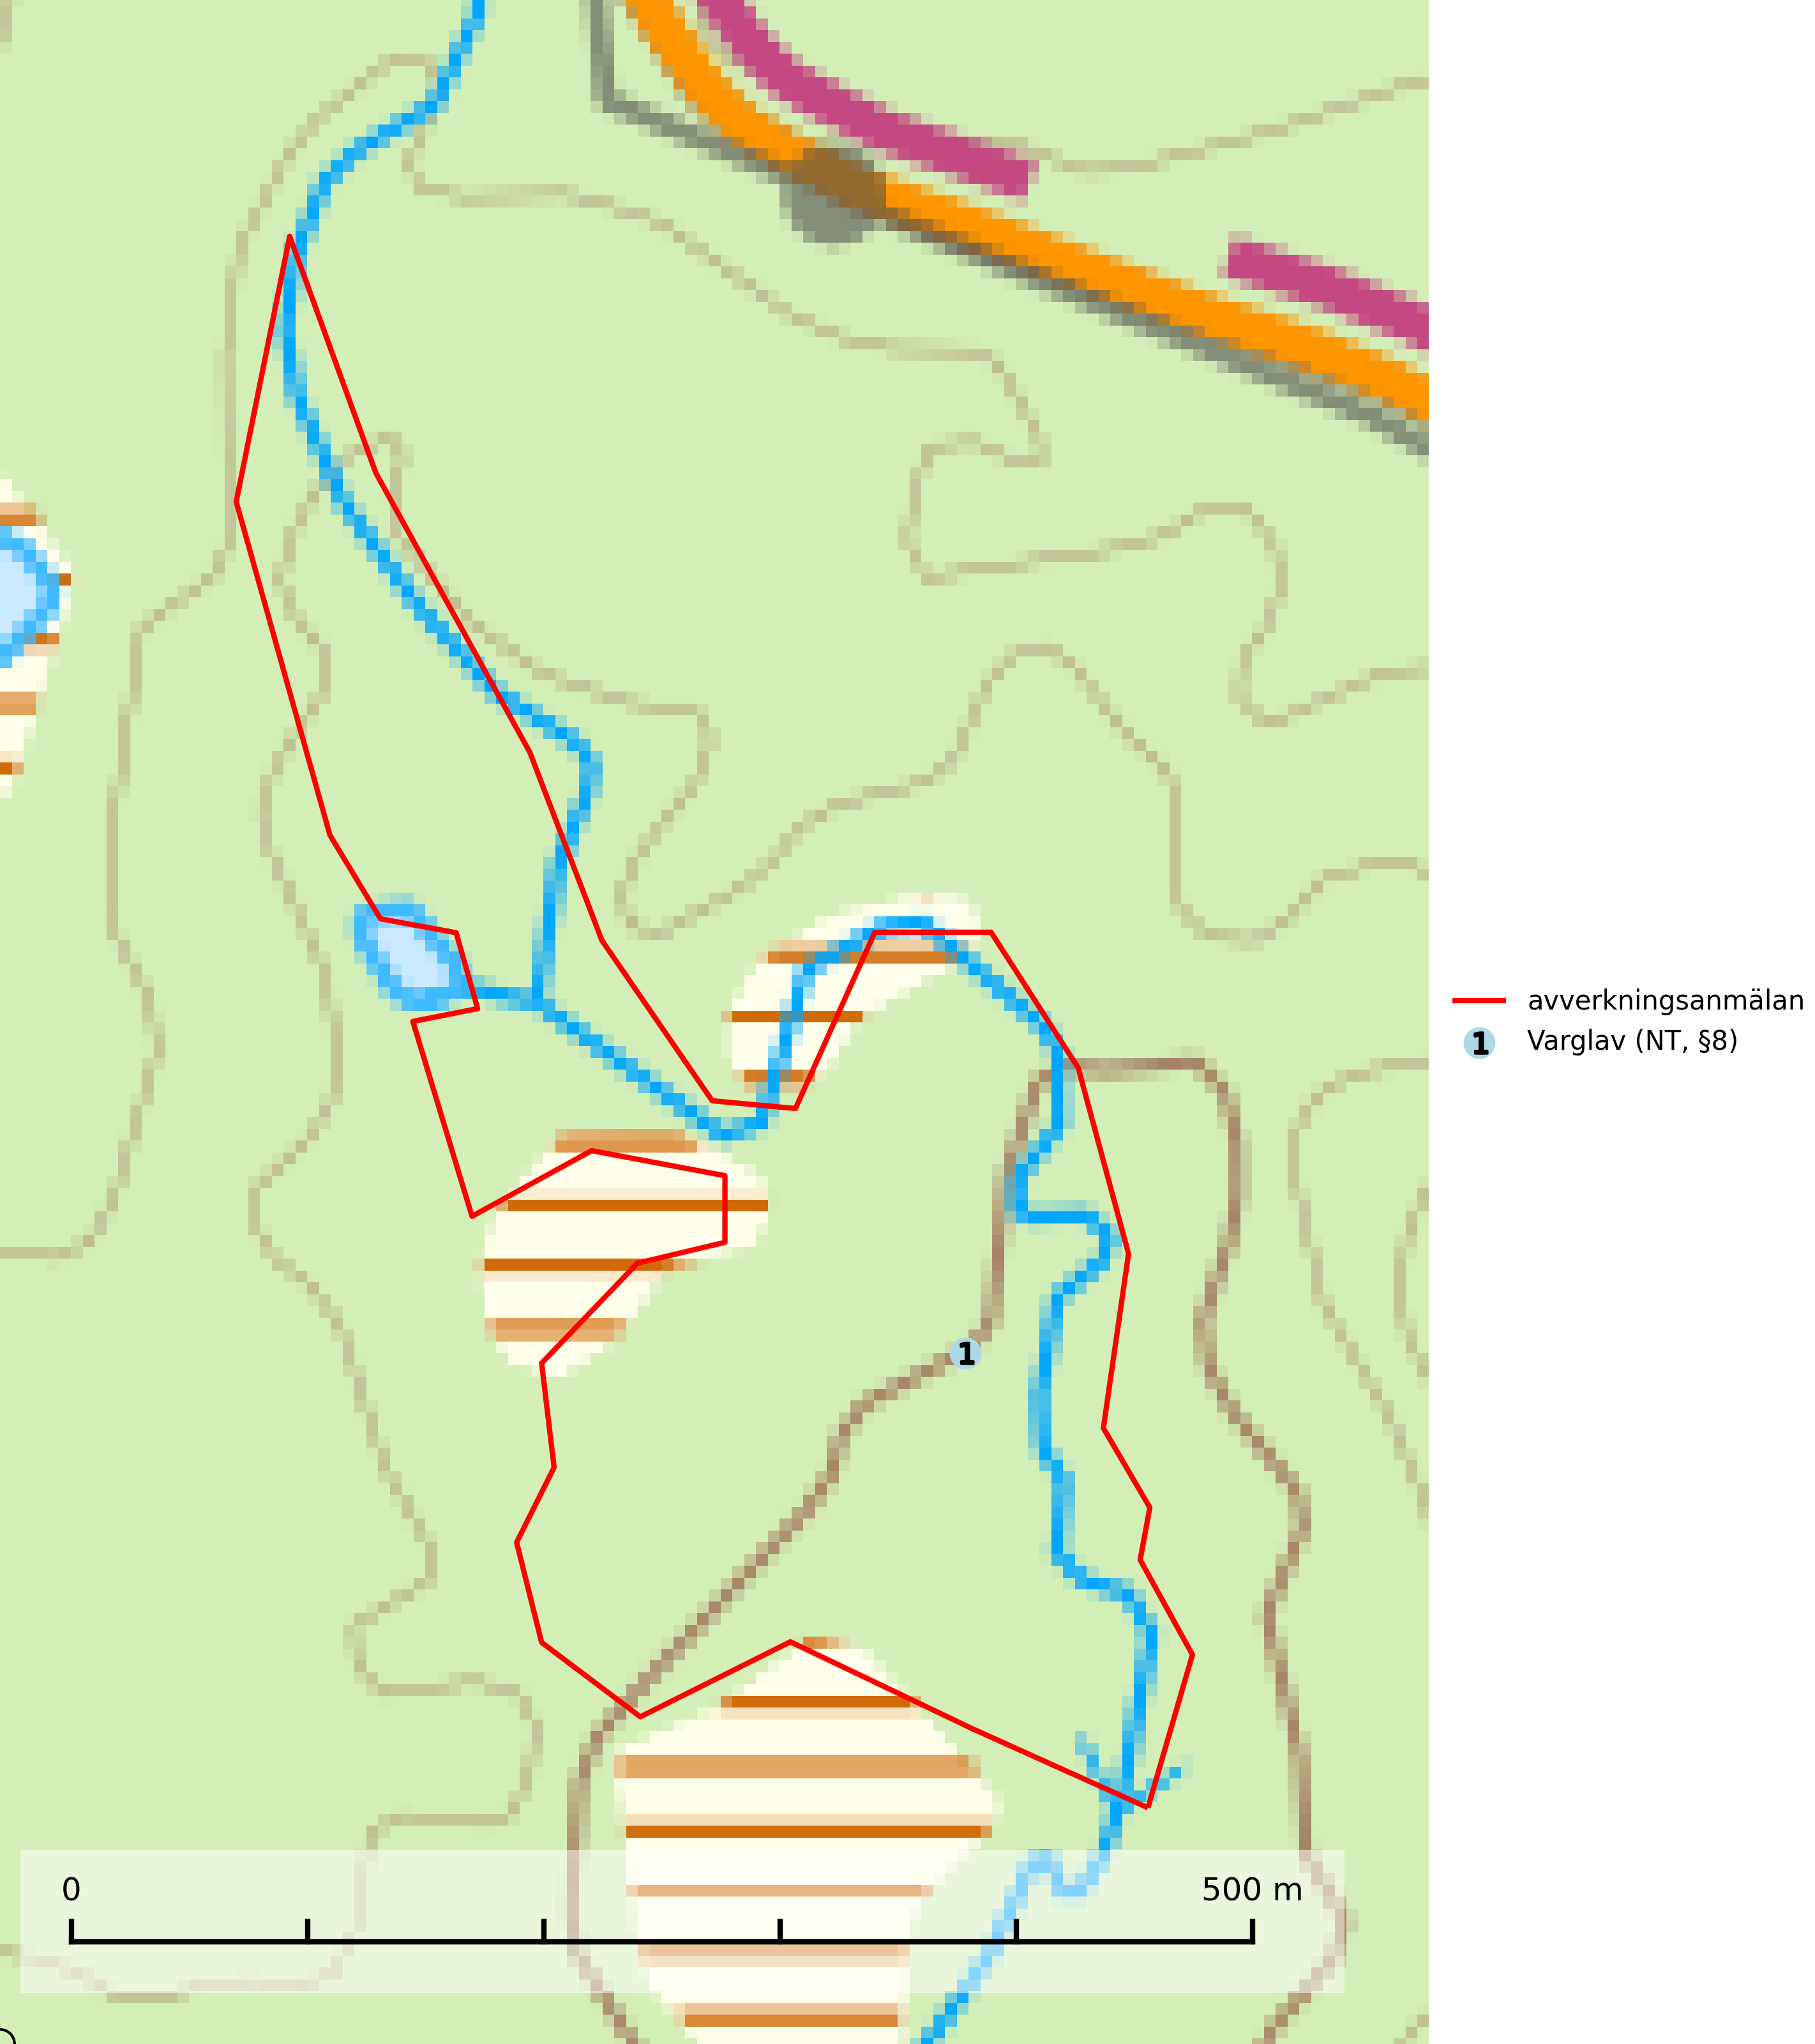 avverkningsanmälan
1 Varglav (NT, §8)
1
0 500 m